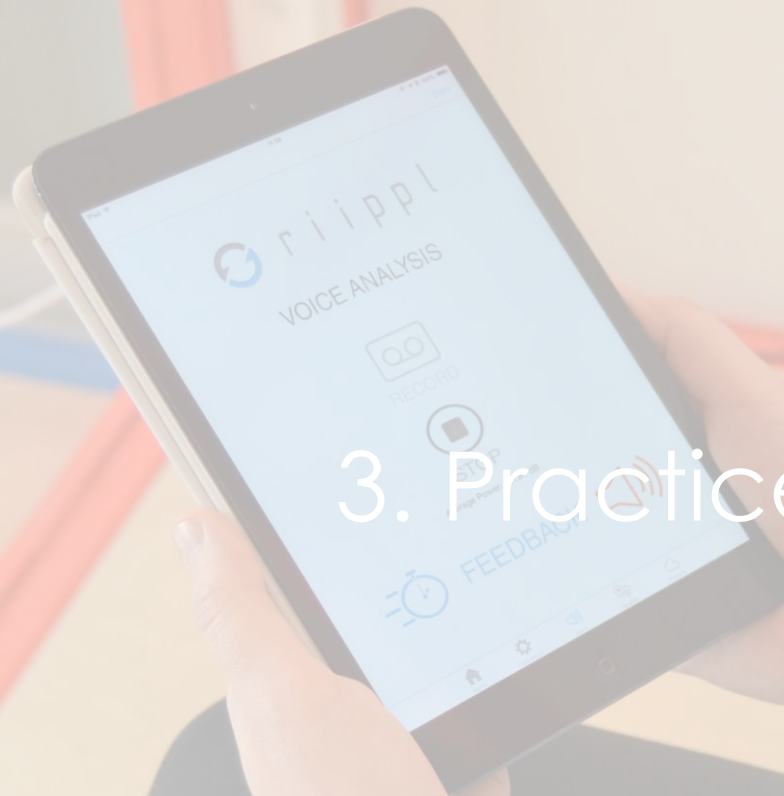 riippl
VOICE ANALYSIS
RECORD
STOP
3. Practice
FEEDBACK